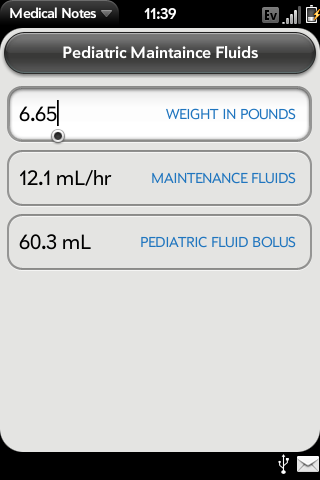 Medical Notes
11:39
Ev
Pediatric Maintaince Fluids
6.65 WEIGHT IN POUNDS
12.1 mL/hr MAINTENANCE FLUIDS
60.3 mL PEDIATRIC FLUID BOLUS